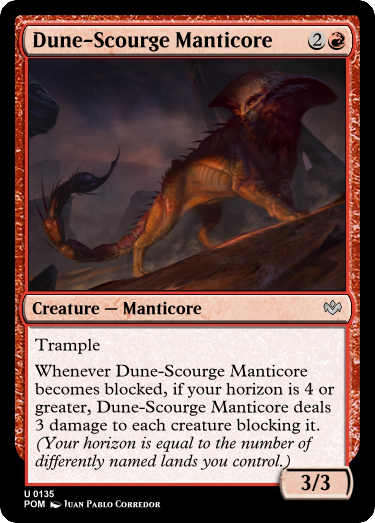 Dune-Scourge Manticore 2
Creature — Manticore
Trample
Whenever Dune-Scourge Manticore
becomes blocked, if your horizon is 4 or
greater, Dune-Scourge Manticore deals
3 damage to each creature blocking it.
(Your horizon is equal to the number of
differently named lands you control.)
3/3
U 0135
POM Juan Pablo Corredor